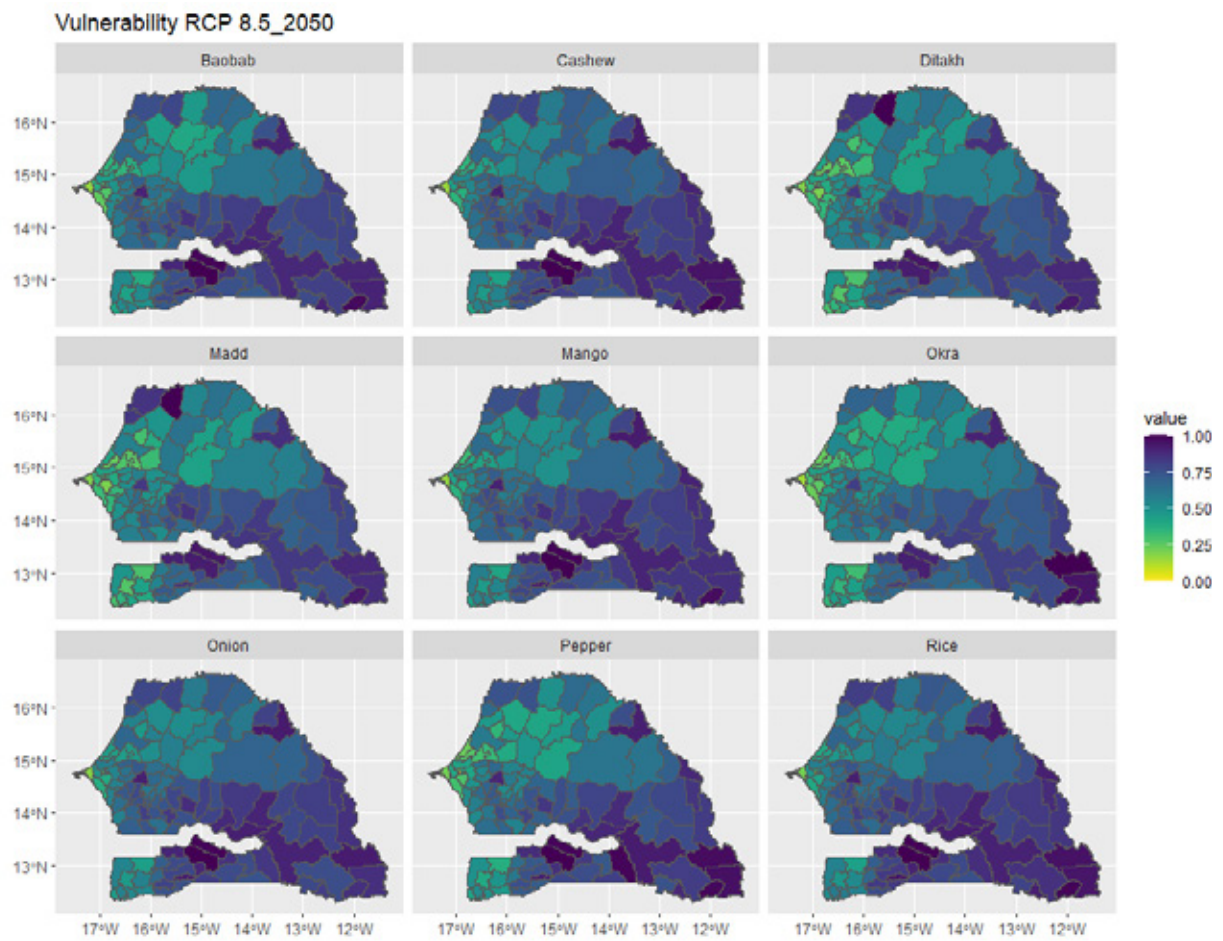 Vulnerability RCP 8.5_2050
Baobab Cashew Ditakh
16°N
15°N
14°N
13°N
Madd Mango Okra
16°N
15°N
14°N
13°N
value
1.00
0.75
0.50
0.25
0.00
Onion Pepper Rice
16°N
15°N
14°N
13°N
17°W 16°W 15°W 14°W 13°W 12°W 17°W 16°W 15°W 14°W 13°W 12°W 17°W 16°W 15°W 14°W 13°W 12°W